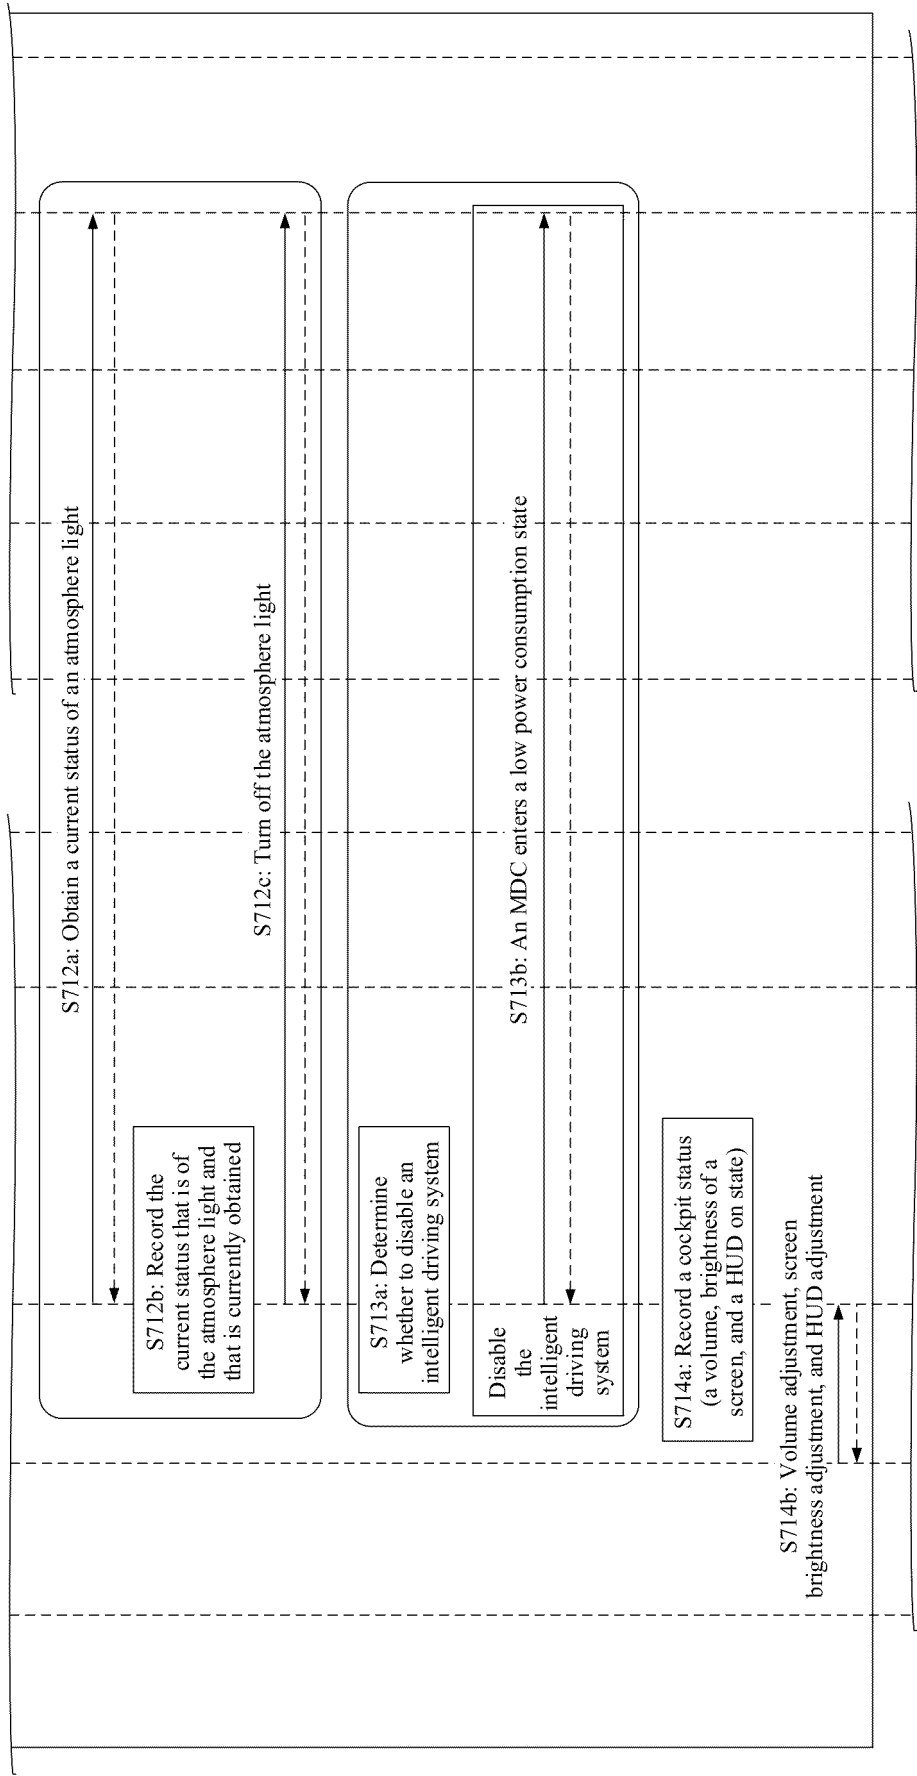 S712a: Obtain a current status of an atmosphere light
S712b: Record the
current status that is of
the atmosphere light and
that is currently obtained
S712c: Turn off the atmosphere light
S713a: Determine
whether to disable an
intelligent driving system
Disable
the
intelligent
driving
system
S713b: An MDC enters a low power consumption state
S714a: Record a cockpit status
(a volume, brightness of a
screen, and a HUD on state)
S714b: Volume adjustment, screen
brightness adjustment, and HUD adjustment